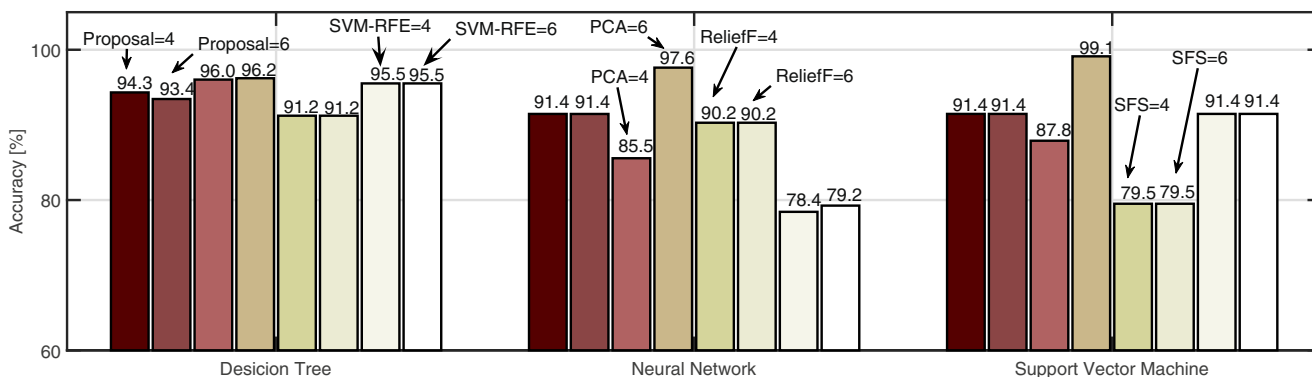 Accuracy [%]
100
80
60
Proposal=4
Proposal=6
SVM-RFE=4
SVM-RFE=6
94.3
93.4
96.0
96.2
91.2
91.2
95.5
95.5
Desicion Tree
PCA=6
PCA=4
ReliefF=4
ReliefF=6
91.4
91.4
85.5
97.6
90.2
90.2
78.4
79.2
Neural Network
SFS=4
SFS=6
91.4
91.4
87.8
99.1
79.5
79.5
91.4
91.4
Support Vector Machine